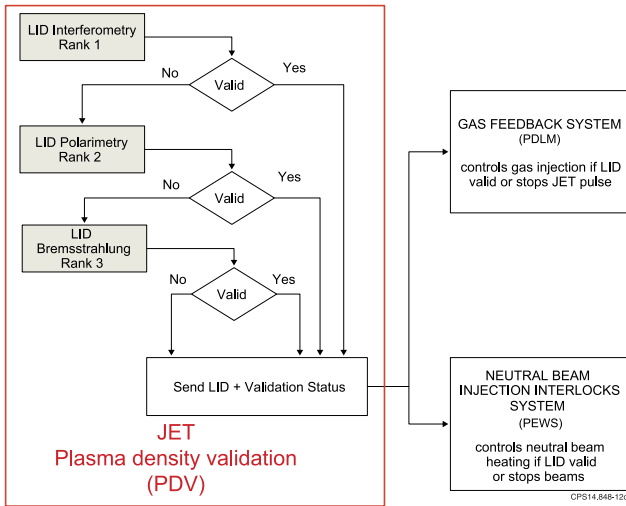 LID Interferometry
Rank 1
No
Valid
Yes
LID Polarimetry
Rank 2
No
Valid
Yes
LID
Bremsstrahlung
Rank 3
No
Valid
Yes
Send LID + Validation Status
JET
Plasma density validation
(PDV)
GAS FEEDBACK SYSTEM
(PDLM)
controls gas injection if LID
valid or stops JET pulse
NEUTRAL BEAM
INJECTION INTERLOCKS
SYSTEM
(PEWS)
controls neutral beam
heating if LID valid
or stops beams